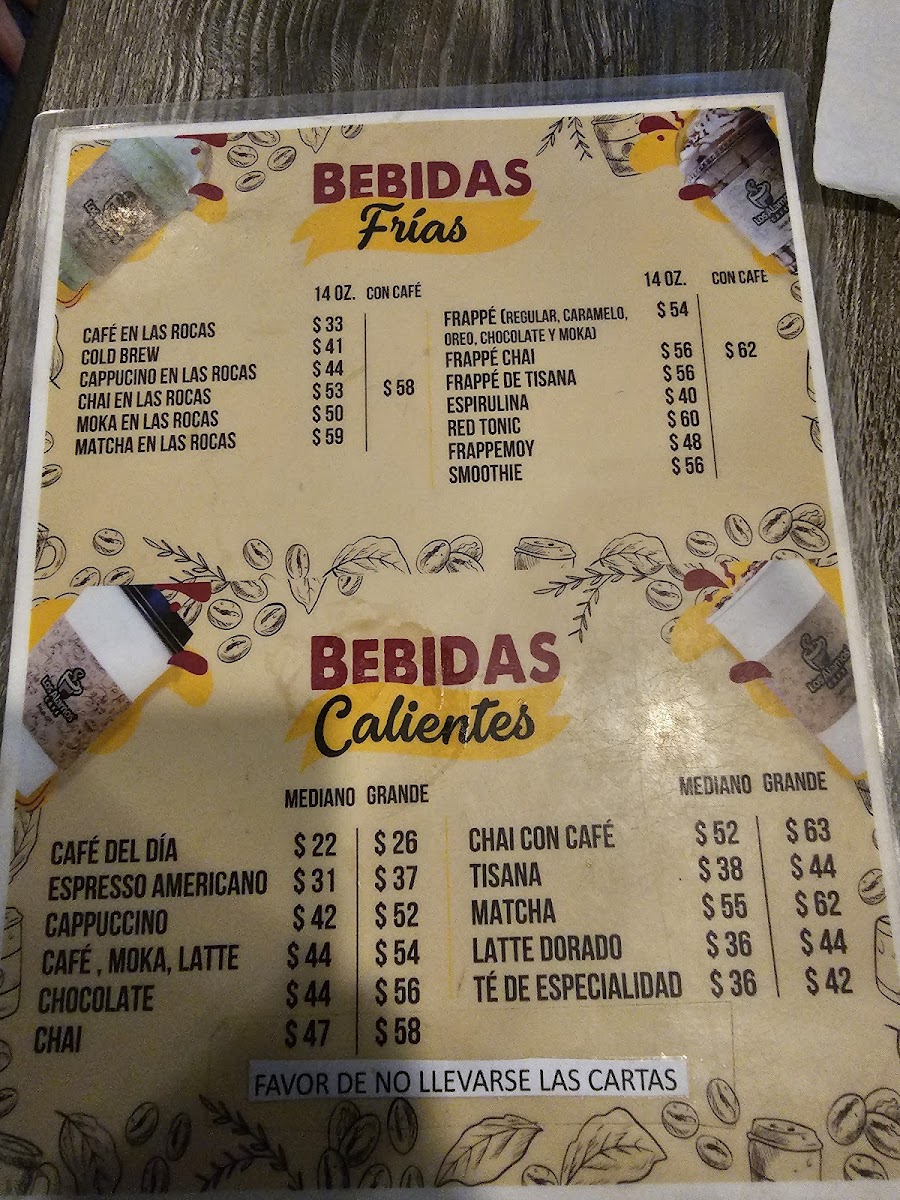 BEBIDAS
Frías
14 OZ. CON CAFÉ
CAFÉ EN LAS ROCAS $ 33
COLD BREW $ 41
CAPPUCINO EN LAS ROCAS $ 44
CHAI EN LAS ROCAS $ 53 $ 58
MOKA EN LAS ROCAS $ 50
MATCHA EN LAS ROCAS $ 59
14 OZ. CON CAFÉ
FRAPPÉ (REGULAR, CARAMELO, $ 54
OREO, CHOCOLATE Y MOKA)
FRAPPÉ CHAI $ 56 $ 62
FRAPPÉ DE TISANA $ 56
ESPIRULINA $ 40
RED TONIC $ 60
FRAPPEMOY $ 48
SMOOTHIE $ 56
BEBIDAS
Calientes
MEDIANO GRANDE
CAFÉ DEL DÍA $ 22 $ 26
ESPRESSO AMERICANO $ 31 $ 37
CAPPUCCINO $ 42 $ 52
CAFÉ , MOKA, LATTE $ 44 $ 54
CHOCOLATE $ 44 $ 56
CHAI $ 47 $ 58
MEDIANO GRANDE
CHAI CON CAFÉ $ 52 $ 63
TISANA $ 38 $ 44
MATCHA $ 55 $ 62
LATTE DORADO $ 36 $ 44
TÉ DE ESPECIALIDAD $ 36 $ 42
FAVOR DE NO LLEVARSE LAS CARTAS